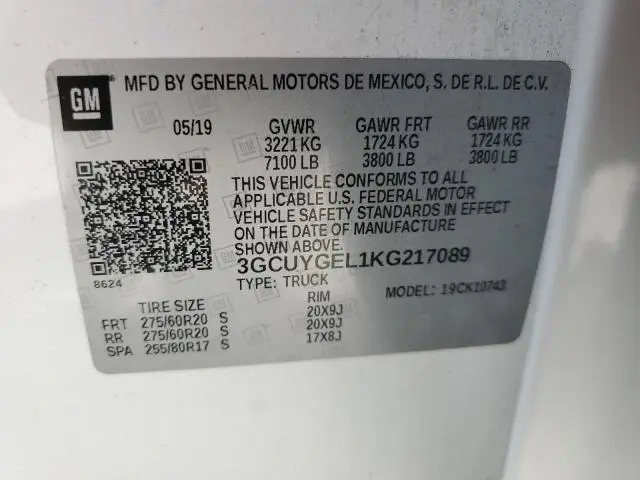 GM
MFD BY GENERAL MOTORS DE MEXICO, S. DE R.L. DE C.V.
05/19 GVWR GAWR FRT GAWR RR
3221 KG 1724 KG 1724 KG
7100 LB 3800 LB 3800 LB
THIS VEHICLE CONFORMS TO ALL
APPLICABLE U.S. FEDERAL MOTOR
VEHICLE SAFETY STANDARDS IN EFFECT
ON THE DATE OF MANUFACTURE
SHOWN ABOVE.
3GCUYGEL1KG217089
8624
TYPE: TRUCK MODEL: 19CK10743
TIRE SIZE RIM
FRT 275/60R20 S 20X9J
RR 275/60R20 S 20X9J
SPA 255/80R17 S 17X8J